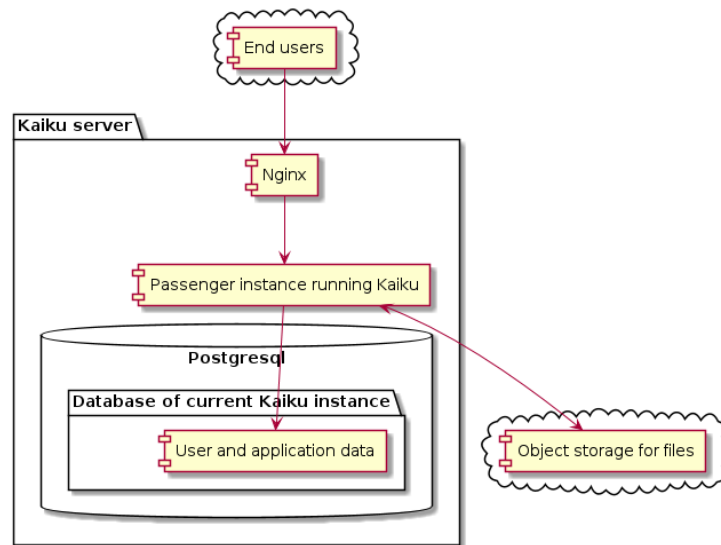 End users
Kaiku server
Nginx
Passenger instance running Kaiku
Postgresql
Database of current Kaiku instance
User and application data
Object storage for files